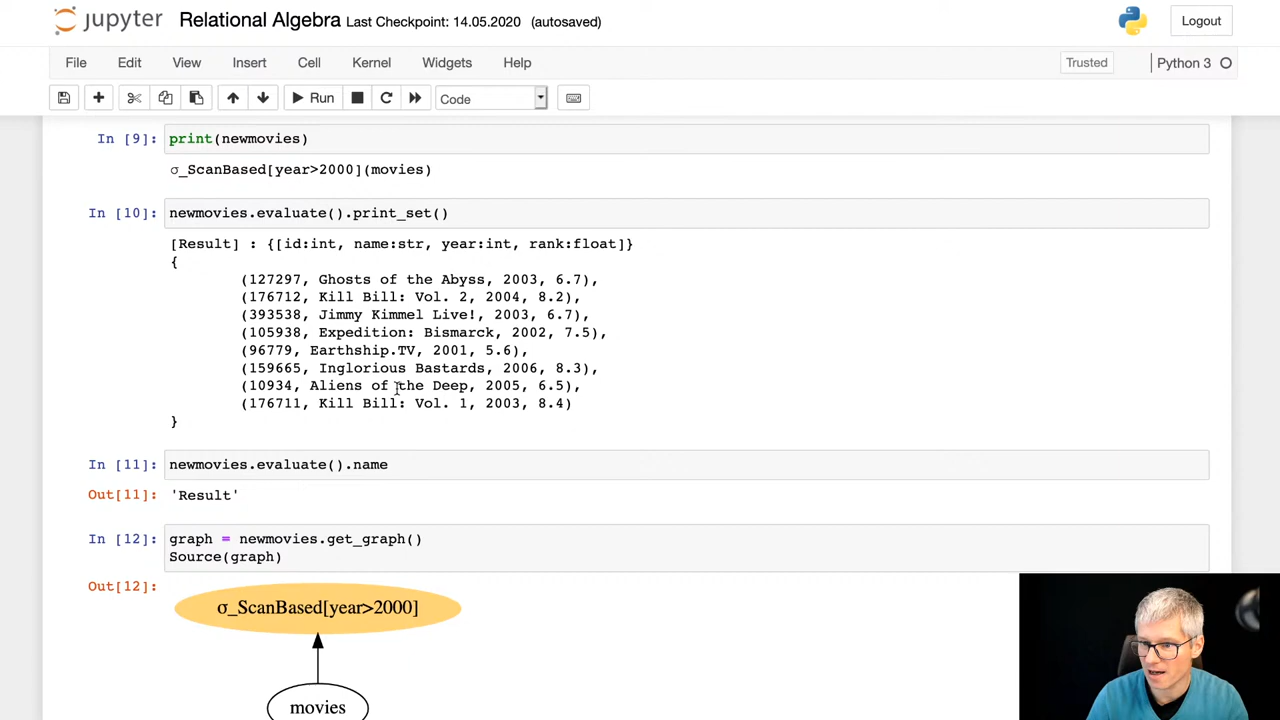 jupyter Relational Algebra Last Checkpoint: 14.05.2020 (autosaved) Logout
File Edit View Insert Cell Kernel Widgets Help Trusted Python 3
Run Code
In [9]: print(newmovies)
σ_ScanBased[year>2000](movies)
In [10]: newmovies.evaluate().print_set()
[Result] : {[id:int, name:str, year:int, rank:float]}
{
(127297, Ghosts of the Abyss, 2003, 6.7),
(176712, Kill Bill: Vol. 2, 2004, 8.2),
(393538, Jimmy Kimmel Live!, 2003, 6.7),
(105938, Expedition: Bismarck, 2002, 7.5),
(96779, Earthship.TV, 2001, 5.6),
(159665, Inglorious Bastards, 2006, 8.3),
(10934, Aliens of the Deep, 2005, 6.5),
(176711, Kill Bill: Vol. 1, 2003, 8.4)
}
In [11]: newmovies.evaluate().name
Out[11]: 'Result'
In [12]: graph = newmovies.get_graph()
Source(graph)
Out[12]:
σ_ScanBased[year>2000]
movies